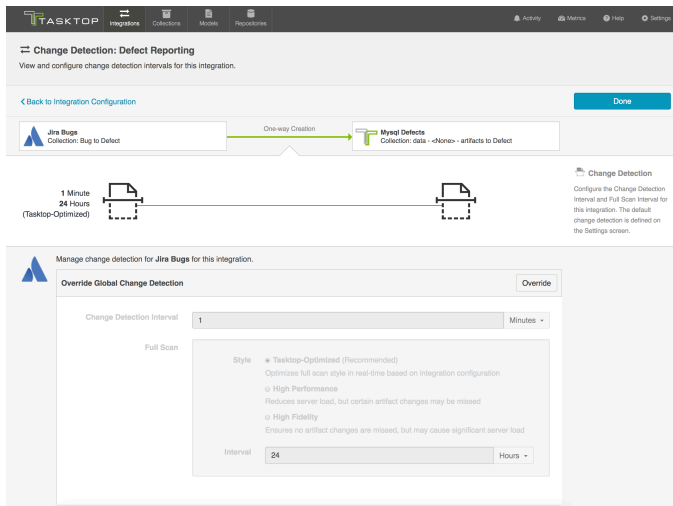 TASKTOP
Integrations
Collections
Models
Repositories
Activity
Metrics
Help
Settings
Change Detection: Defect Reporting
View and configure change detection intervals for this integration.
Back to Integration Configuration
Done
Jira Bugs
Collection: Bug to Defect
One-way Creation
Mysql Defects
Collection: data - <None> - artifacts to Defect
1 Minute
24 Hours
(Tasktop-Optimized)
Change Detection
Configure the Change Detection
Interval and Full Scan Interval for
this integration. The default
change detection is defined on
the Settings screen.
Manage change detection for Jira Bugs for this integration.
Override Global Change Detection
Override
Change Detection Interval
1
Minutes
Full Scan
Style
Tasktop-Optimized (Recommended)
Optimizes full scan style in real-time based on integration configuration
High Performance
Reduces server load, but certain artifact changes may be missed
High Fidelity
Ensures no artifact changes are missed, but may cause significant server load
Interval
24
Hours